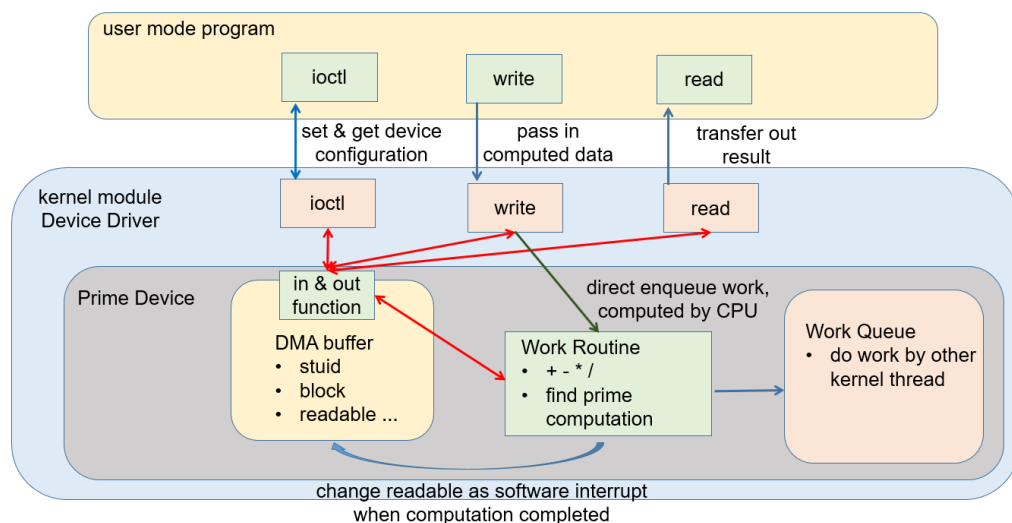 user mode program
ioctl
write
read
set & get device
configuration
pass in
computed data
transfer out
result
kernel module
Device Driver
ioctl
write
read
Prime Device
in & out
function
direct enqueue work,
computed by CPU
DMA buffer
• stuid
• block
• readable ...
Work Routine
• + - * /
• find prime
computation
Work Queue
• do work by other
kernel thread
change readable as software interrupt
when computation completed